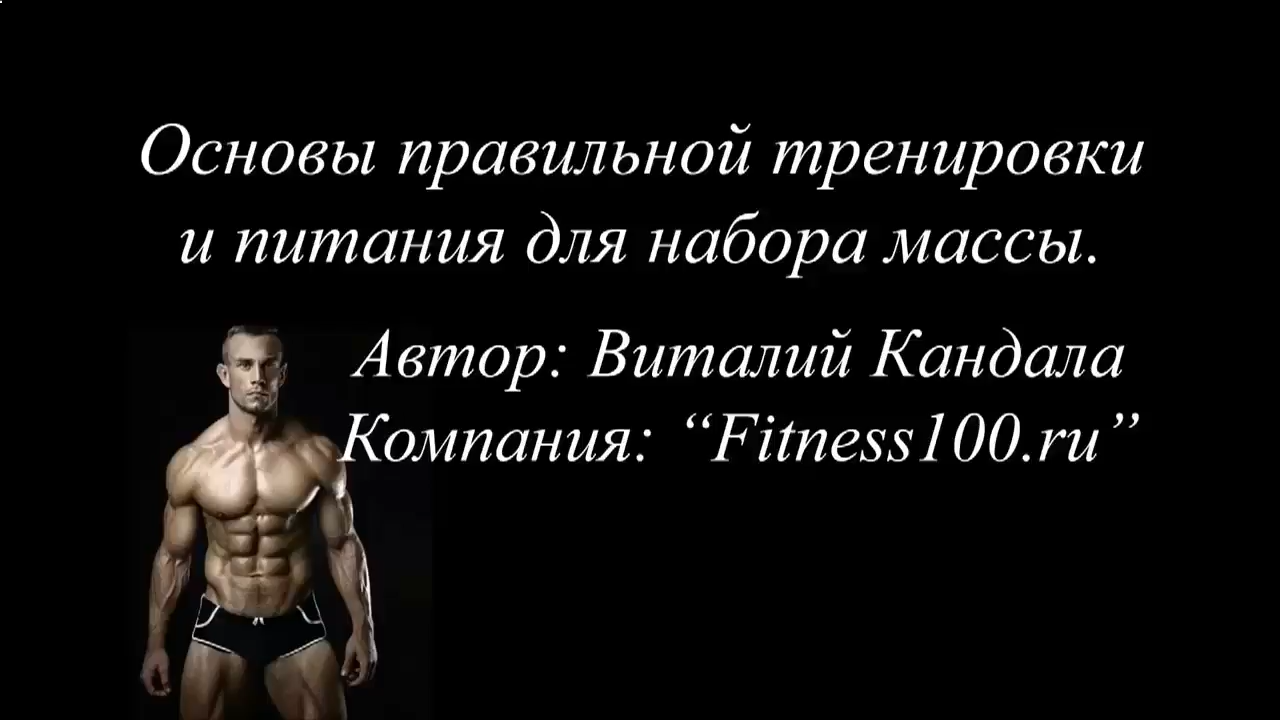 Основы правильной тренировки
и питания для набора массы.
Автор: Виталий Кандала
Компания: “Fitness100.ru”